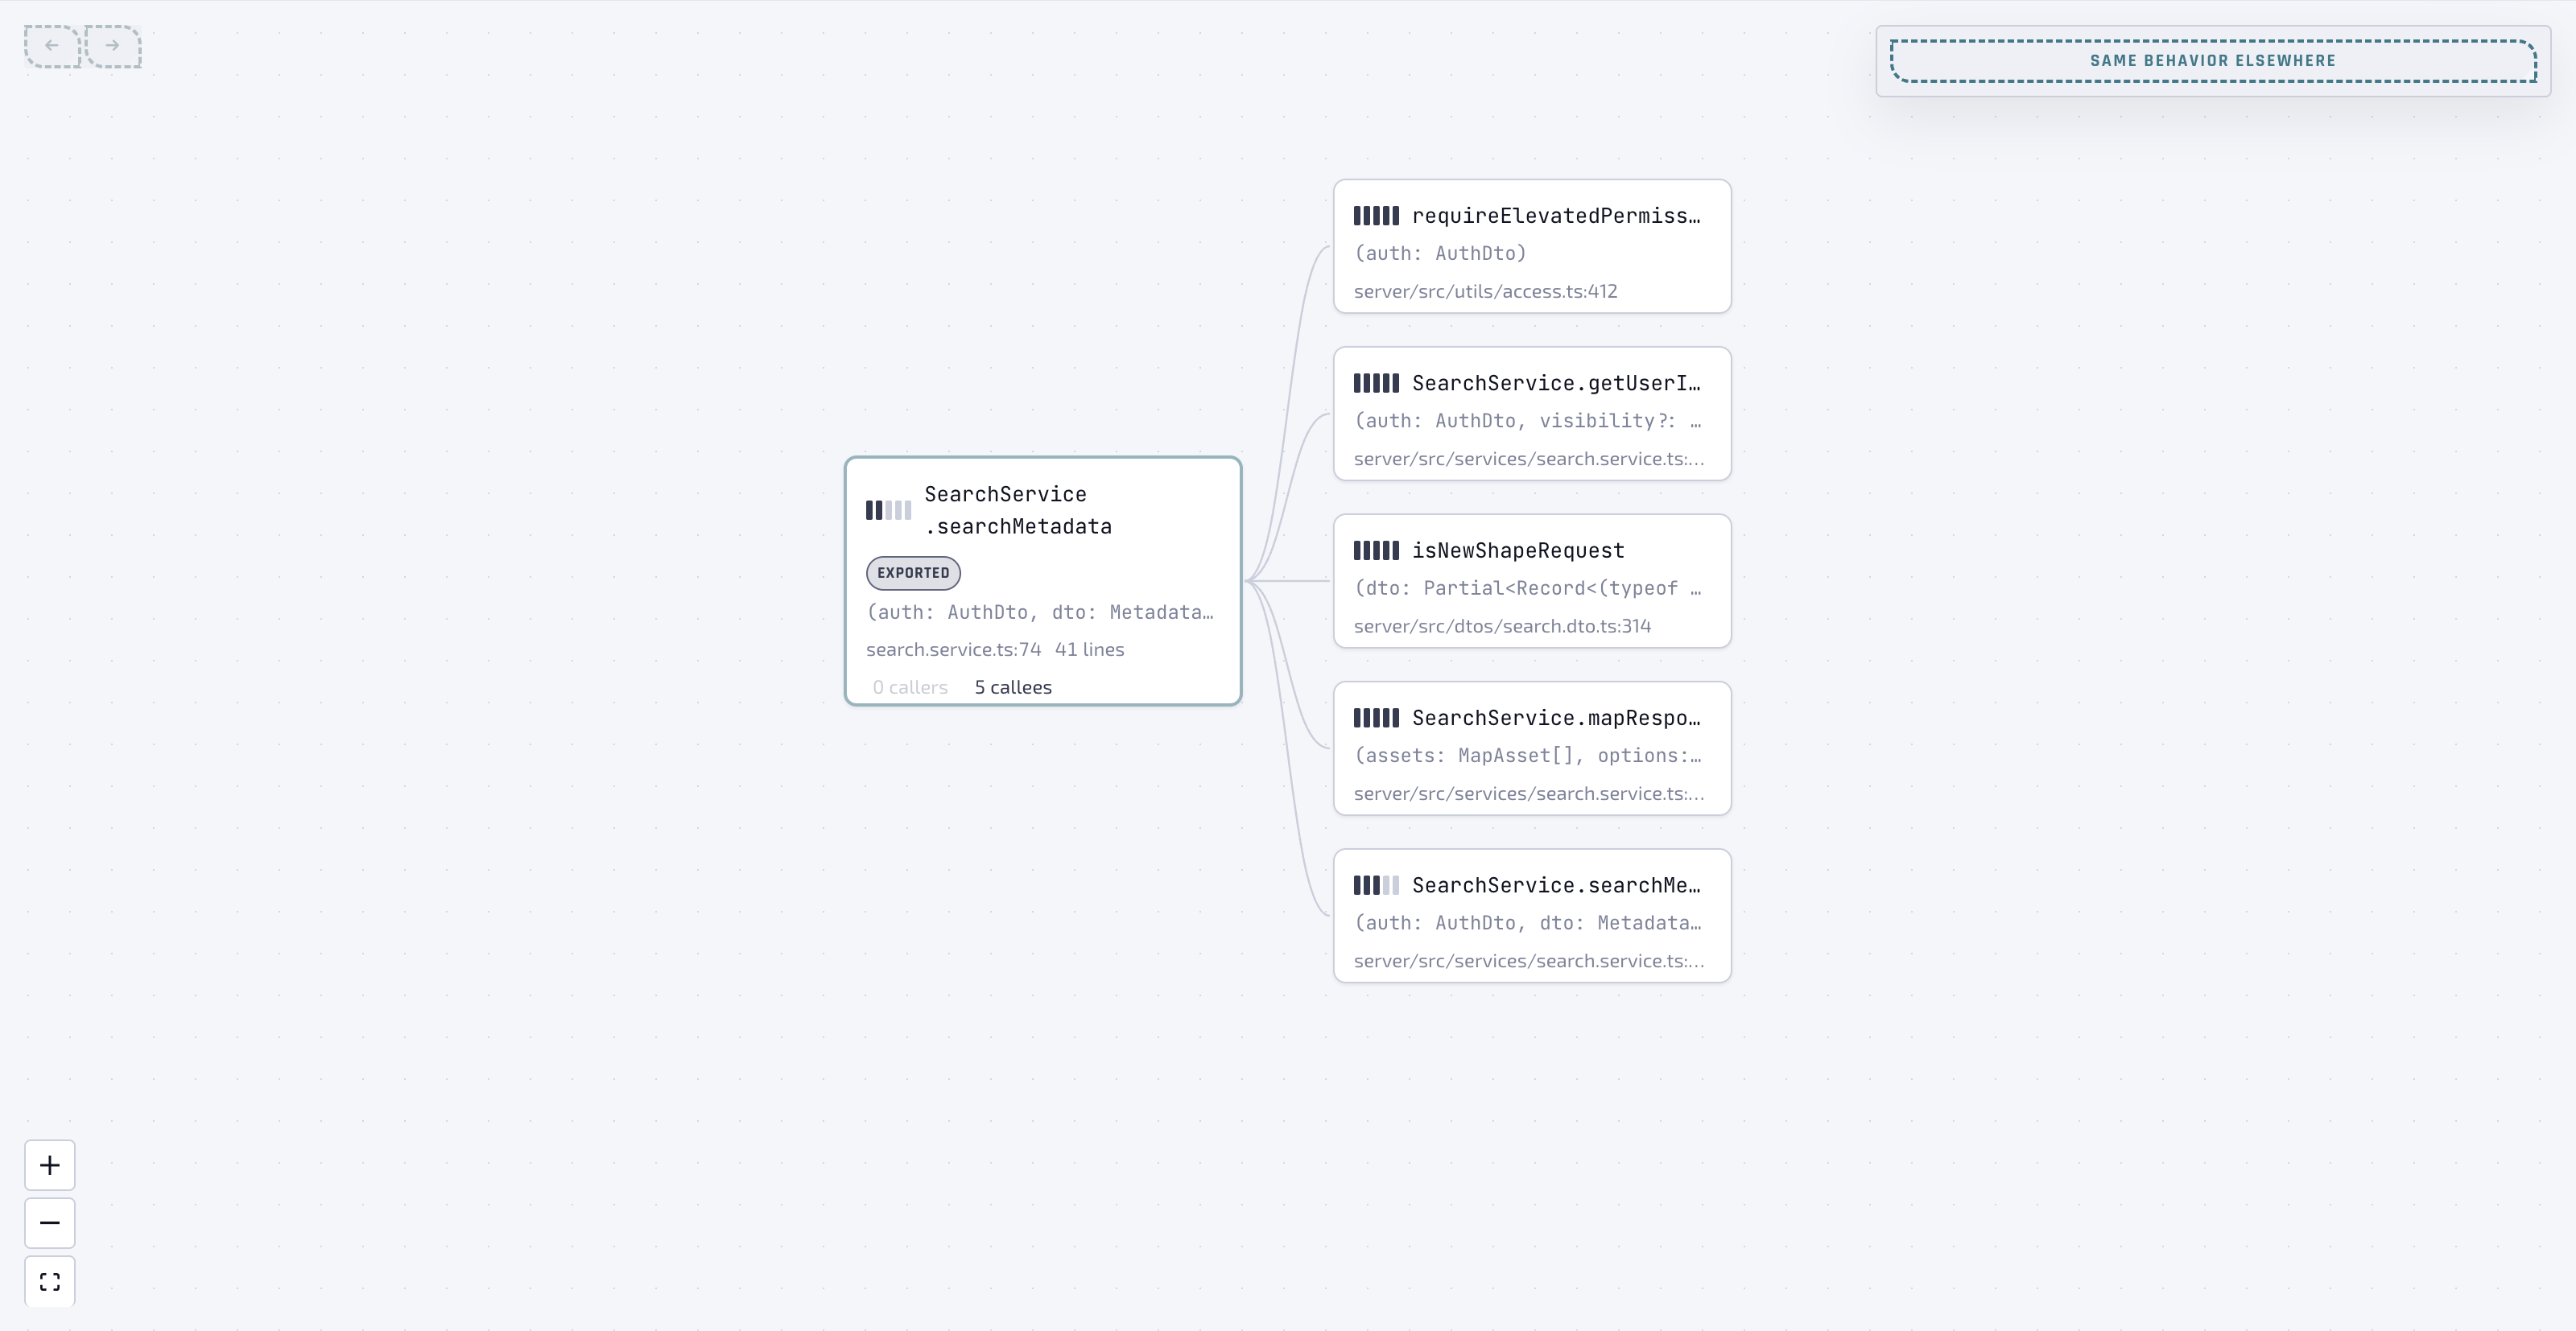 SAME BEHAVIOR ELSEWHERE
SearchService
.searchMetadata
EXPORTED
(auth: AuthDto, dto: Metadata…
search.service.ts:74 41 lines
0 callers 5 callees
requireElevatedPermiss…
(auth: AuthDto)
server/src/utils/access.ts:412
SearchService.getUserI…
(auth: AuthDto, visibility?: …
server/src/services/search.service.ts:…
isNewShapeRequest
(dto: Partial<Record<(typeof …
server/src/dtos/search.dto.ts:314
SearchService.mapRespo…
(assets: MapAsset[], options:…
server/src/services/search.service.ts:…
SearchService.searchMe…
(auth: AuthDto, dto: Metadata…
server/src/services/search.service.ts:…